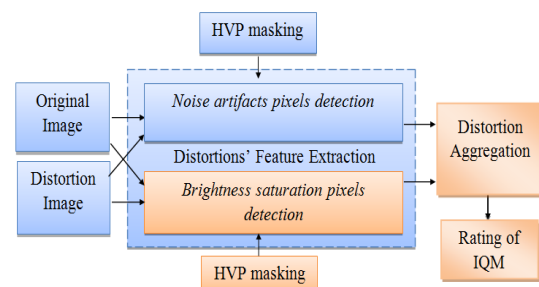 HVP masking
Original
Image
Noise artifacts pixels detection
Distortions' Feature Extraction
Distortion
Image
Brightness saturation pixels
detection
HVP masking
Distortion
Aggregation
Rating of
IQM